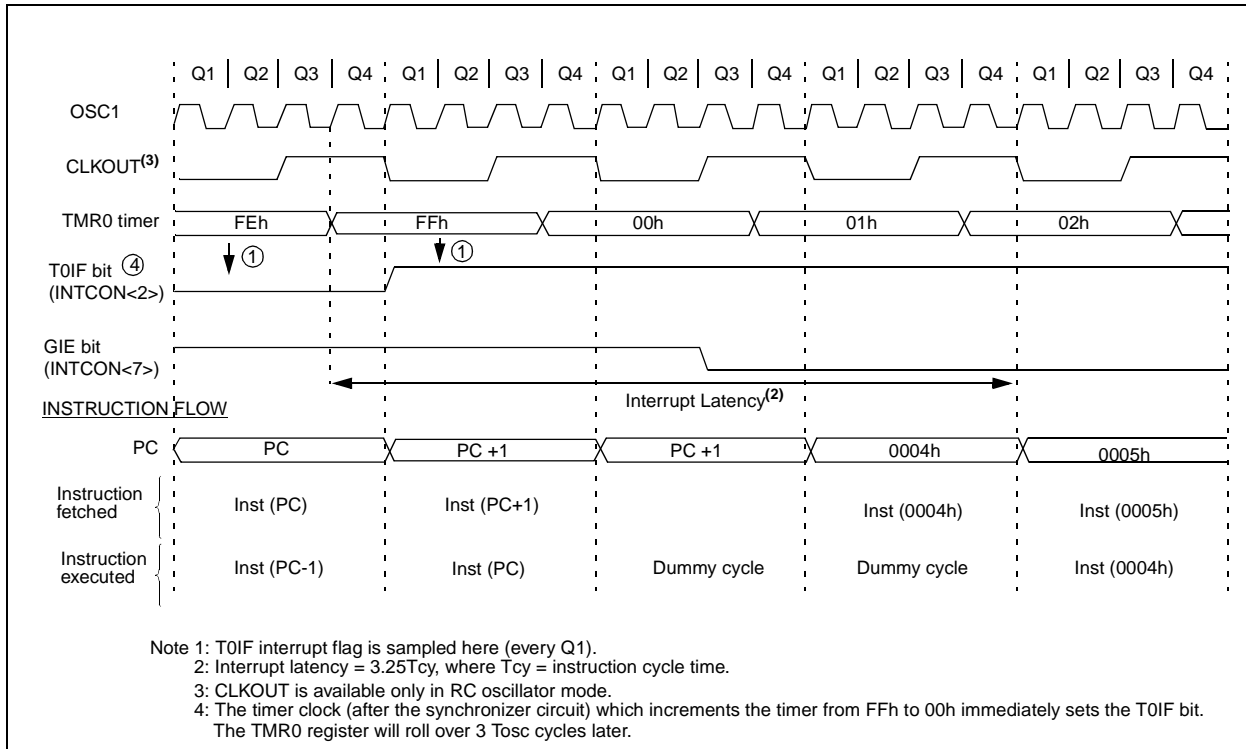 Q1 Q2 Q3 Q4 Q1 Q2 Q3 Q4 Q1 Q2 Q3 Q4 Q1 Q2 Q3 Q4 Q1 Q2 Q3 Q4
OSC1
CLKOUT(3)
TMR0 timer FEh FFh 00h 01h 02h
1 1
T0IF bit 4
(INTCON<2>)
GIE bit
(INTCON<7>)
Interrupt Latency(2)
INSTRUCTION FLOW
PC PC PC +1 PC +1 0004h 0005h
Instruction
fetched
Inst (PC) Inst (PC+1) Inst (0004h) Inst (0005h)
Instruction
executed
Inst (PC-1) Inst (PC) Dummy cycle Dummy cycle Inst (0004h)
Note 1: T0IF interrupt flag is sampled here (every Q1).
2: Interrupt latency = 3.25Tcy, where Tcy = instruction cycle time.
3: CLKOUT is available only in RC oscillator mode.
4: The timer clock (after the synchronizer circuit) which increments the timer from FFh to 00h immediately sets the T0IF bit.
The TMR0 register will roll over 3 Tosc cycles later.